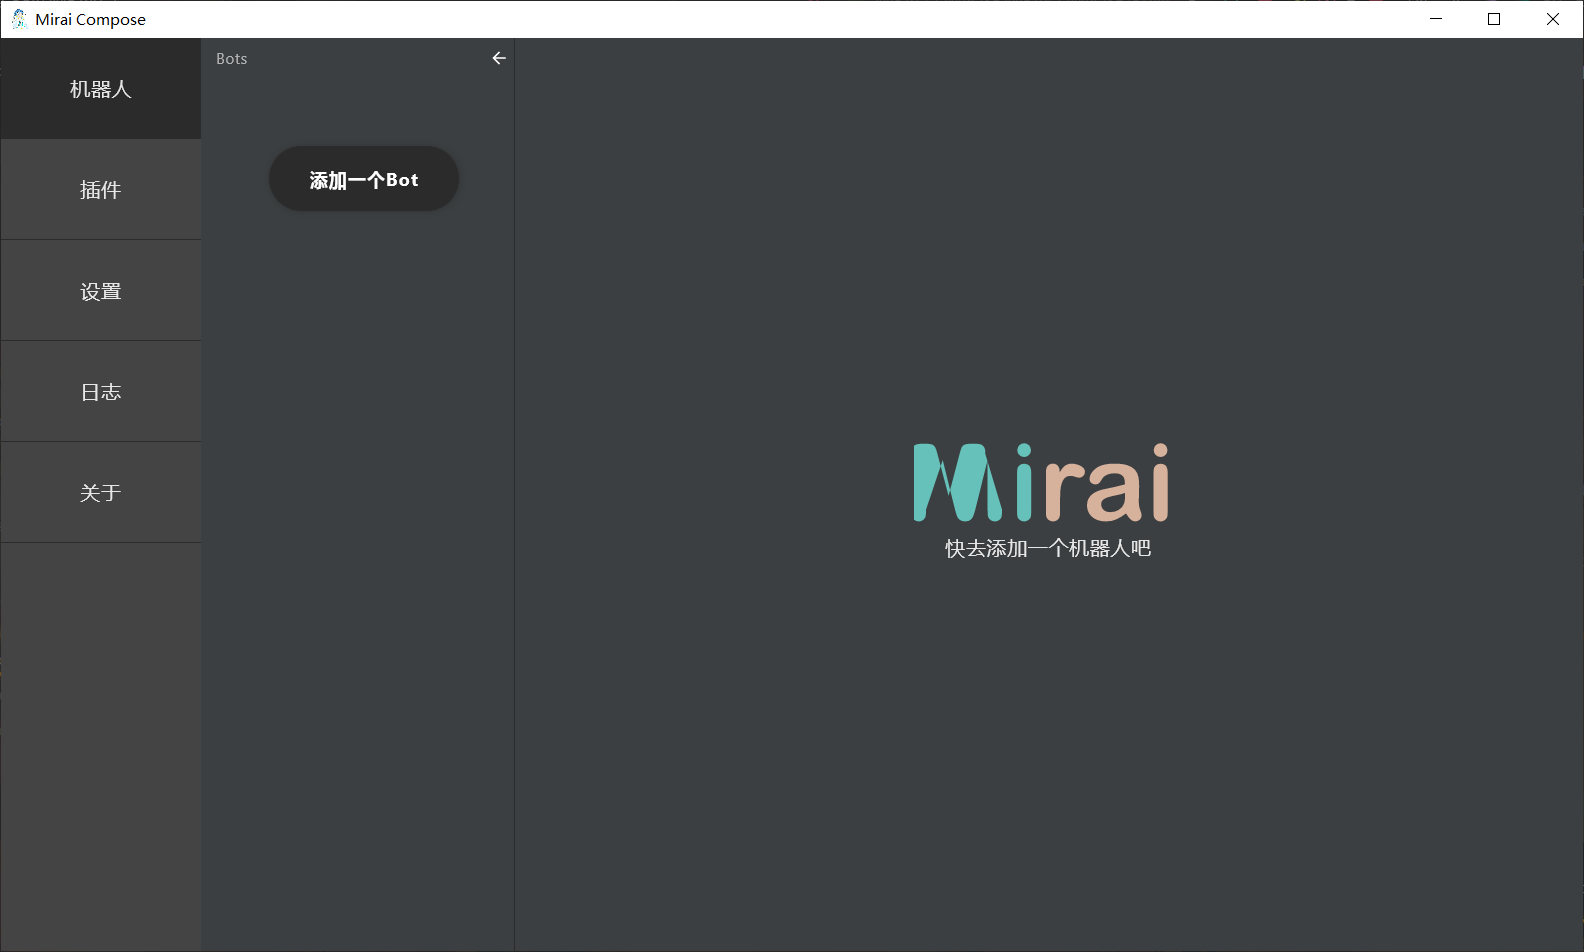 Mirai Compose
机器人
插件
设置
日志
关于
Bots
添加一个Bot
Mirai
快去添加一个机器人吧